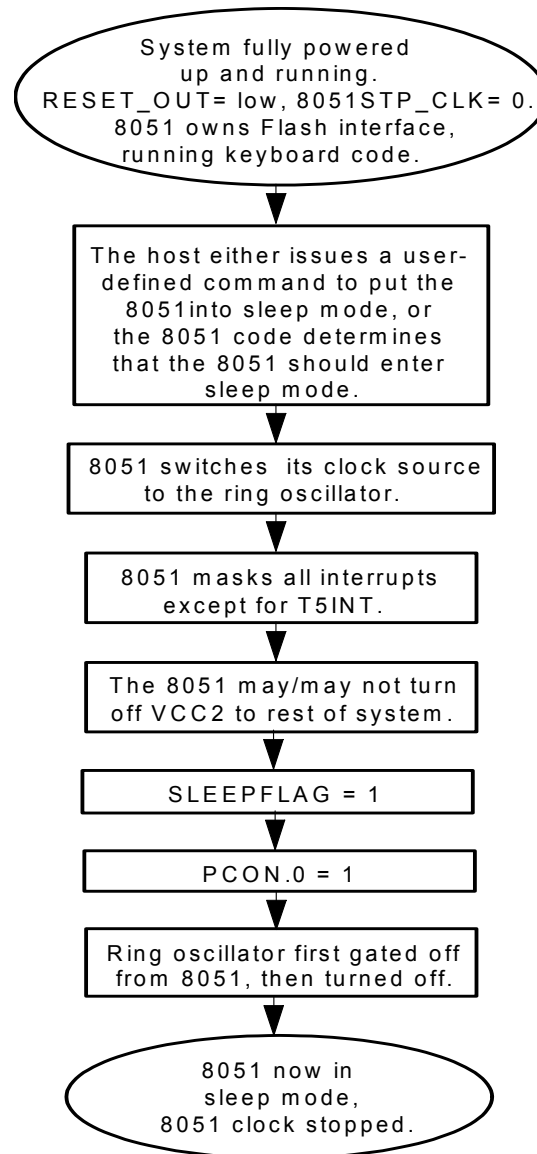 System fully powered
up and running.
RESET_OUT= low, 8051STP_CLK= 0.
8051 owns Flash interface,
running keyboard code.
The host either issues a user-
defined command to put the
8051into sleep mode, or
the 8051 code determines
that the 8051 should enter
sleep mode.
8051 switches its clock source
to the ring oscillator.
8051 masks all interrupts
except for T5INT.
The 8051 may/may not turn
off VCC2 to rest of system.
SLEEPFLAG = 1
PCON.0 = 1
Ring oscillator first gated off
from 8051, then turned off.
8051 now in
sleep mode,
8051 clock stopped.